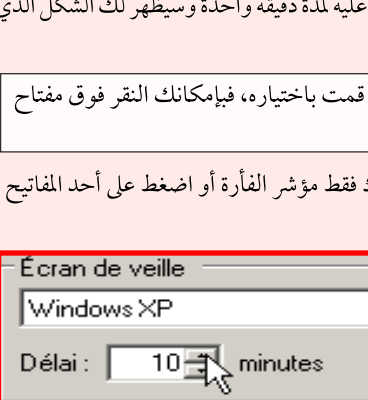 عليه لمدة دقيقة واحدة وسيظهر لك الشكل الذي
قمت باختياره، فبإمكانك النقر فوق مفتاح
فقط مؤشر الفأرة أو اضغط على أحد المفاتيح
Écran de veille
Windows XP
Délai : 10 minutes